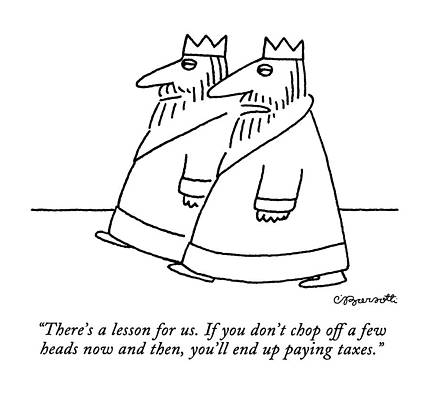 C. Barsotti
“There’s a lesson for us. If you don’t chop off a few
heads now and then, you’ll end up paying taxes.”